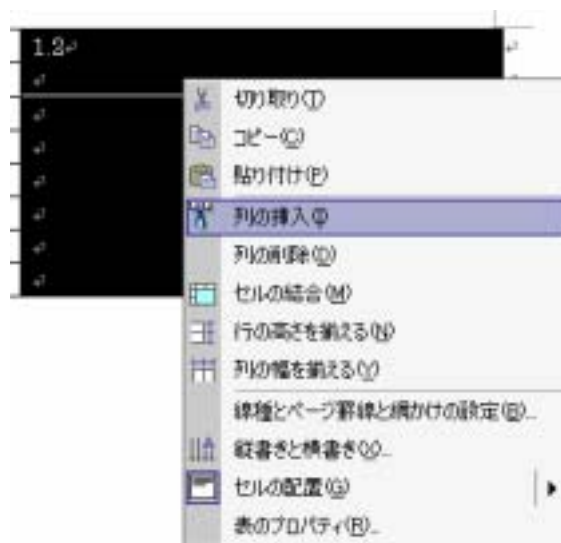 1.2↵
切り取り(T)
コピー(C)
貼り付け(P)
列の挿入(I)
列の削除(D)
セルの結合(M)
行の高さを揃える(N)
列の幅を揃える(Y)
線種とページ罫線と網かけの設定(B)...
縦書きと横書き(X)...
セルの配置(G)
表のプロパティ(R)...